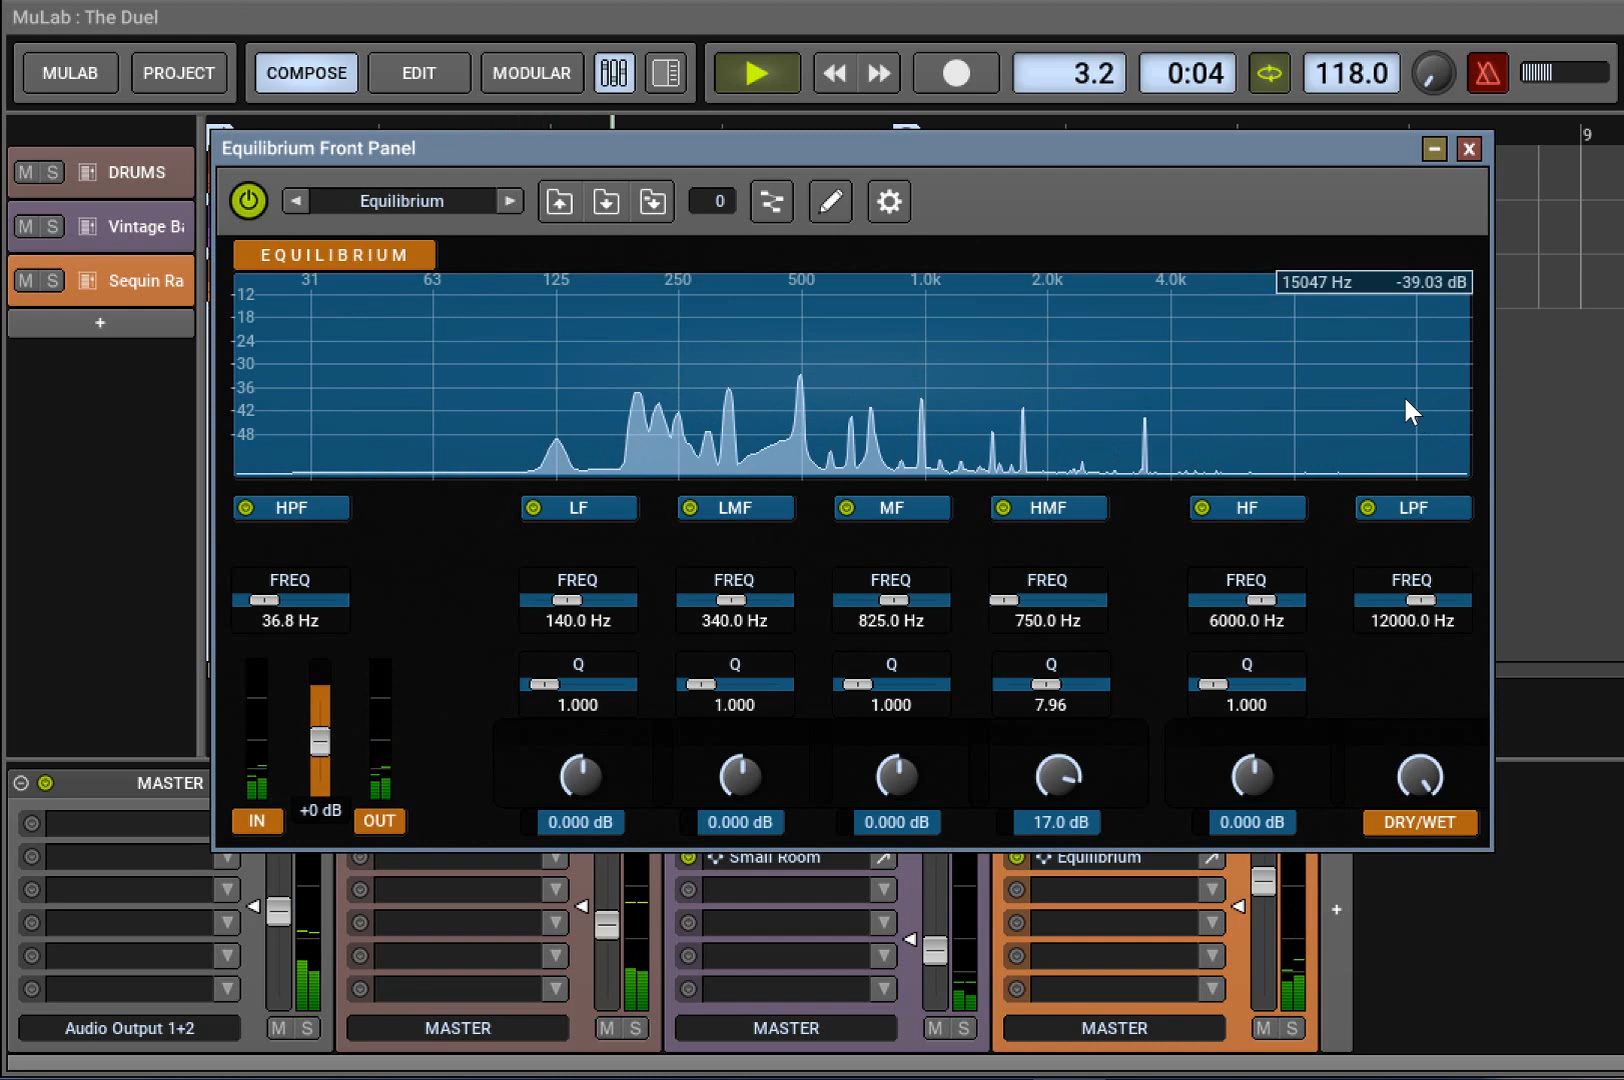 MuLab : The Duel
MULAB PROJECT COMPOSE EDIT MODULAR 3.2 0:04 118.0
9
Equilibrium Front Panel
M S DRUMS
Equilibrium 0
M S Vintage Ba
EQUILIBRIUM
M S Sequin Ra
31 63 125 250 500 1.0k 2.0k 4.0k 15047 Hz -39.03 dB
-12
-18
+
-24
-30
-36
-42
-48
HPF LF LMF MF HMF HF LPF
FREQ FREQ FREQ FREQ FREQ FREQ FREQ
36.8 Hz 140.0 Hz 340.0 Hz 825.0 Hz 750.0 Hz 6000.0 Hz 12000.0 Hz
Q Q Q Q Q
1.000 1.000 1.000 7.96 1.000
MASTER
+0 dB
IN OUT 0.000 dB 0.000 dB 0.000 dB 17.0 dB 0.000 dB DRY/WET
Small Room Equilibrium
+
Audio Output 1+2 M S MASTER M S MASTER M S MASTER M S